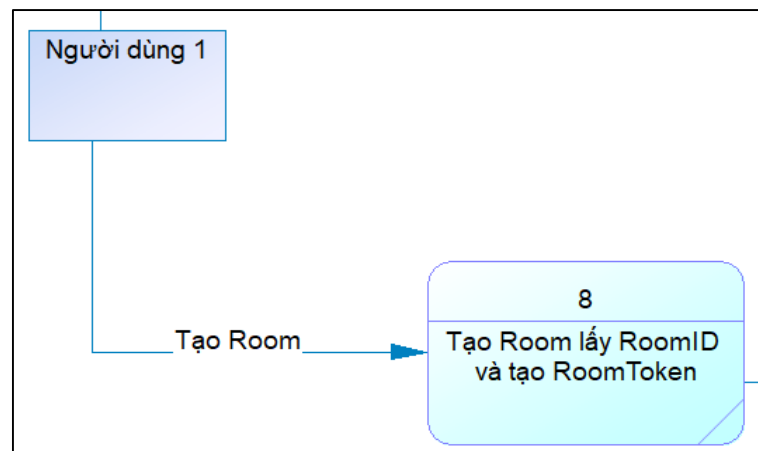 Người dùng 1
8
Tạo Room
Tạo Room lấy RoomID
và tạo RoomToken